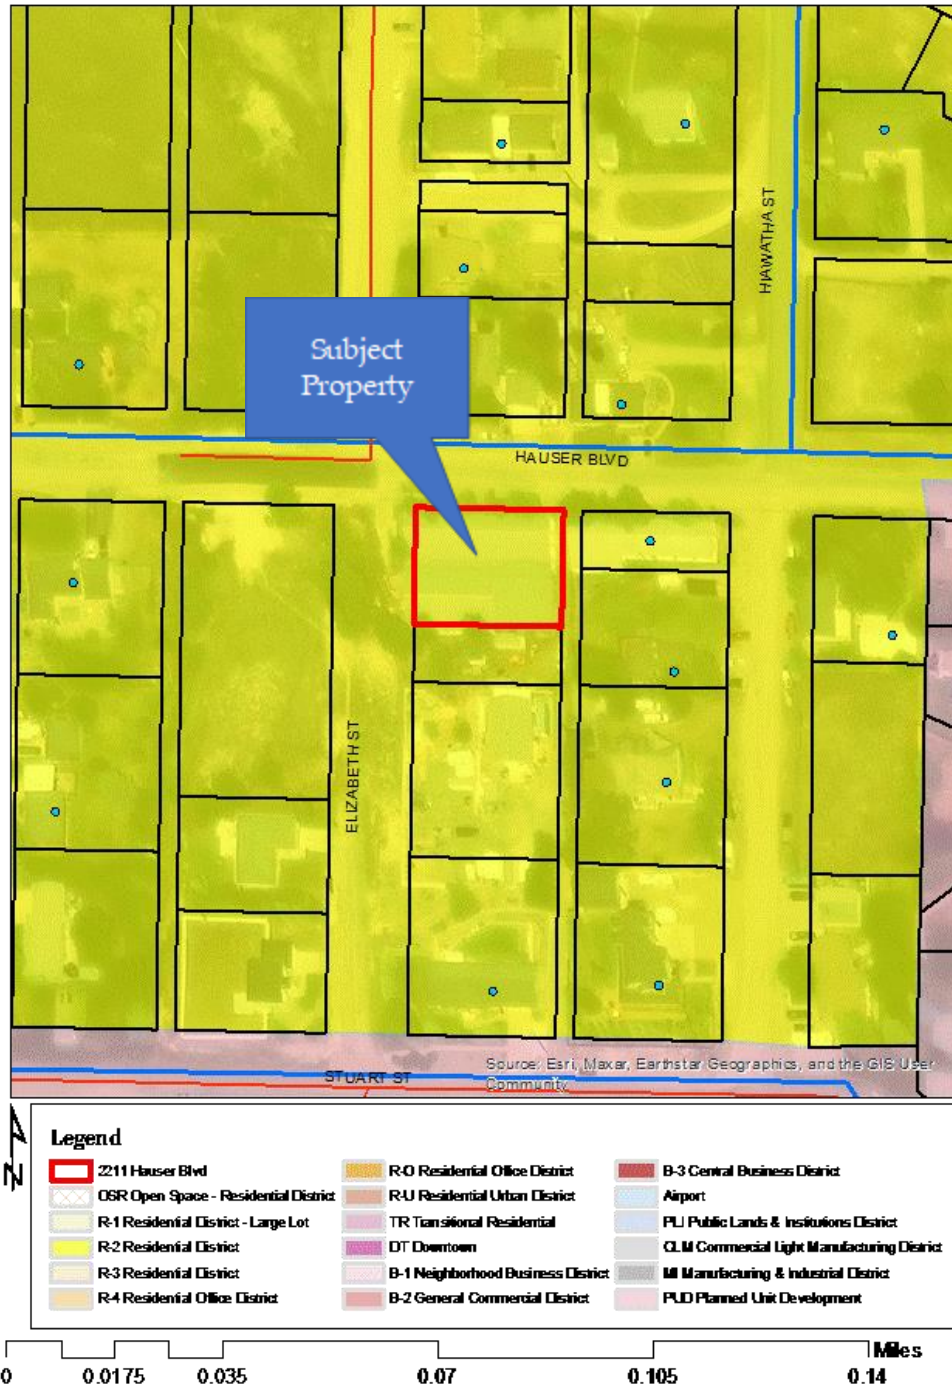 HIAWATHA ST
Subject
Property
HAUSER BLVD
ELIZABETH ST
Source: Esri, Maxar, Earthstar Geographics, and the GIS User
Community
STUART ST
N
Legend
2211 Hauser Blvd
OSR Open Space - Residential District
R-1 Residential District - Large Lot
R-2 Residential District
R-3 Residential District
R-4 Residential Office District
R-O Residential Office District
R-U Residential Urban District
TR Transitional Residential
DT Downtown
B-1 Neighborhood Business District
B-2 General Commercial District
B-3 Central Business District
Airport
PLI Public Lands & Institutions District
CLM Commercial Light Manufacturing District
MI Manufacturing & Industrial District
PUD Planned Unit Development
Miles
0 0.0175 0.035 0.07 0.105 0.14